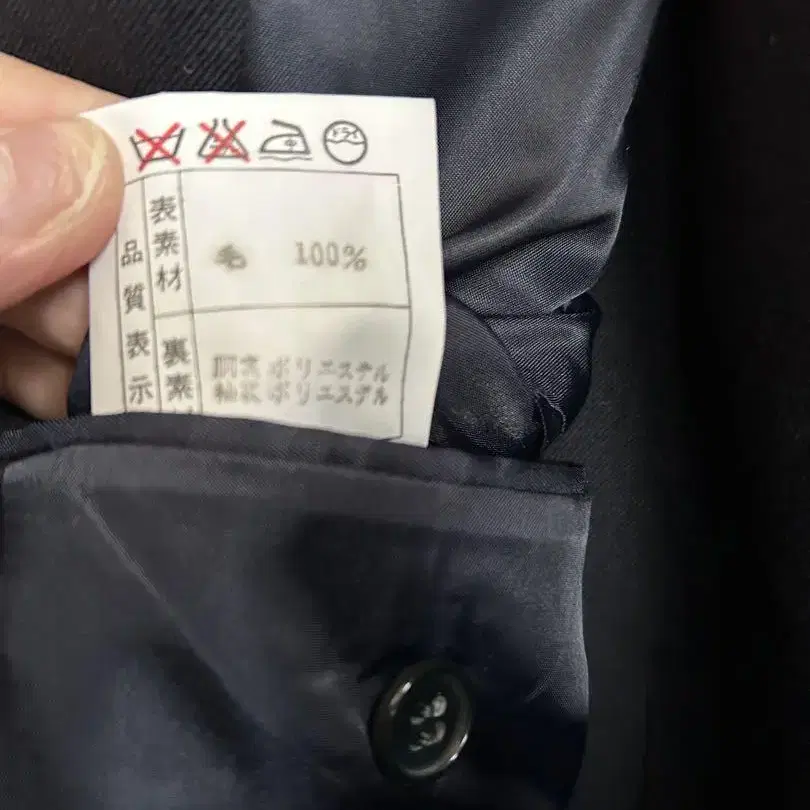 中 ドライ
品質表示
表素材 毛 100%
裏素 胴裏 ポリエステル
袖裏 ポリエステル